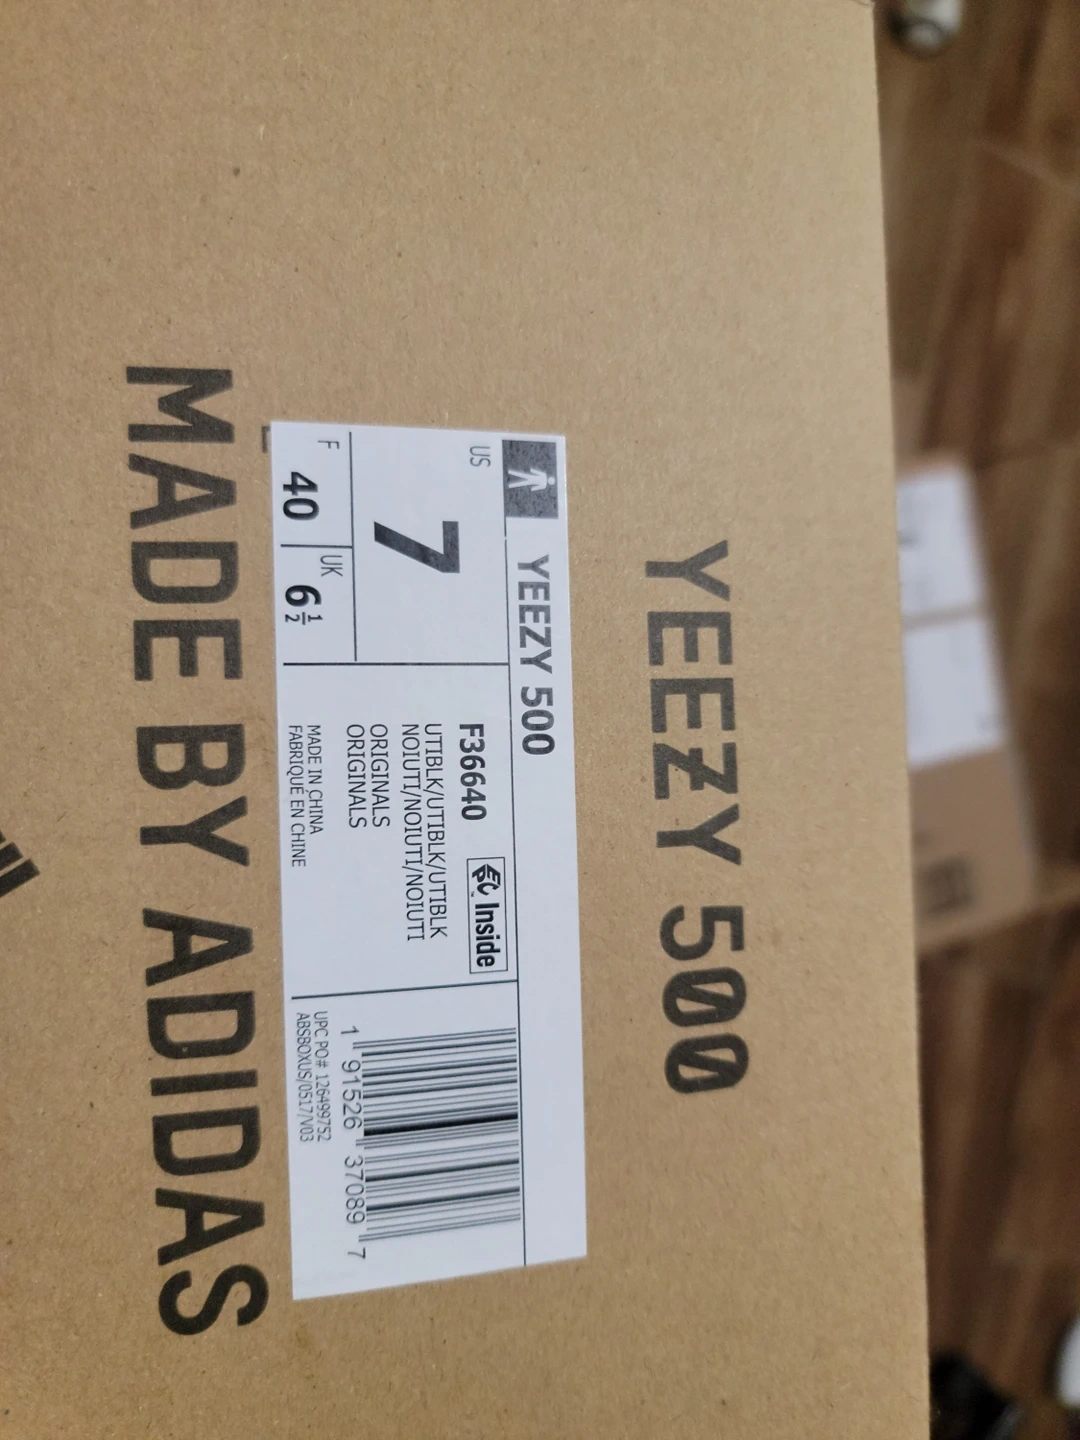 YEEZY 500
YEEZY 500
US
7
F
40
UK
6½
F36640
EC Inside
UTIBLK/UTIBLK/UTIBLK
NOIUTI/NOIUTI/NOIUTI
ORIGINALS
ORIGINALS
MADE IN CHINA
FABRIQUÉ EN CHINE
1 91526 37089 7
UPC PO# 126499752
ABSBOXUS/0517/V03
MADE BY ADIDAS